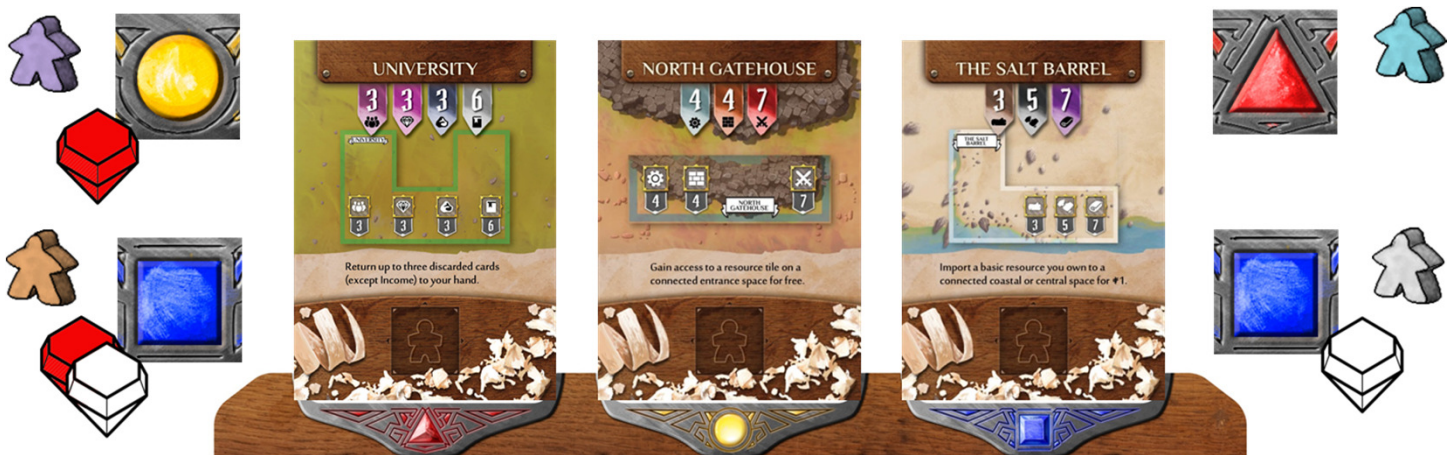 UNIVERSITY
3 3 3 6
UNIVERSITY
3 3 3 6
Return up to three discarded cards
(except Income) to your hand.
NORTH GATEHOUSE
4 4 7
4 4 7
NORTH
GATEHOUSE
Gain access to a resource tile on a
connected entrance space for free.
THE SALT BARREL
3 5 7
THE SALT
BARREL
3 5 7
Import a basic resource you own to a
connected coastal or central space for 1.